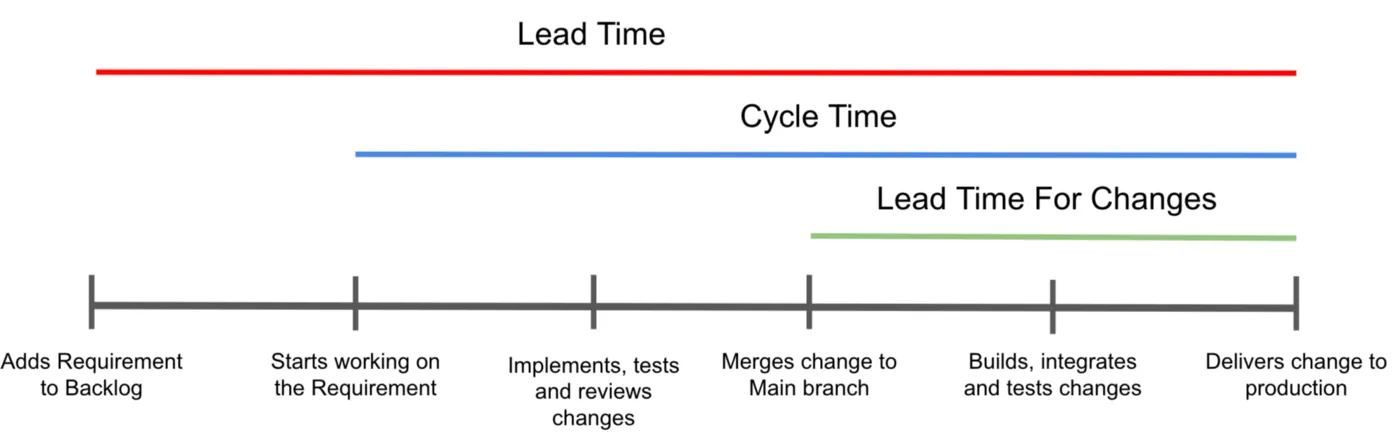 Lead Time
Cycle Time
Lead Time For Changes
Adds Requirement
to Backlog
Starts working on
the Requirement
Implements, tests
and reviews
changes
Merges change to
Main branch
Builds, integrates
and tests changes
Delivers change to
production